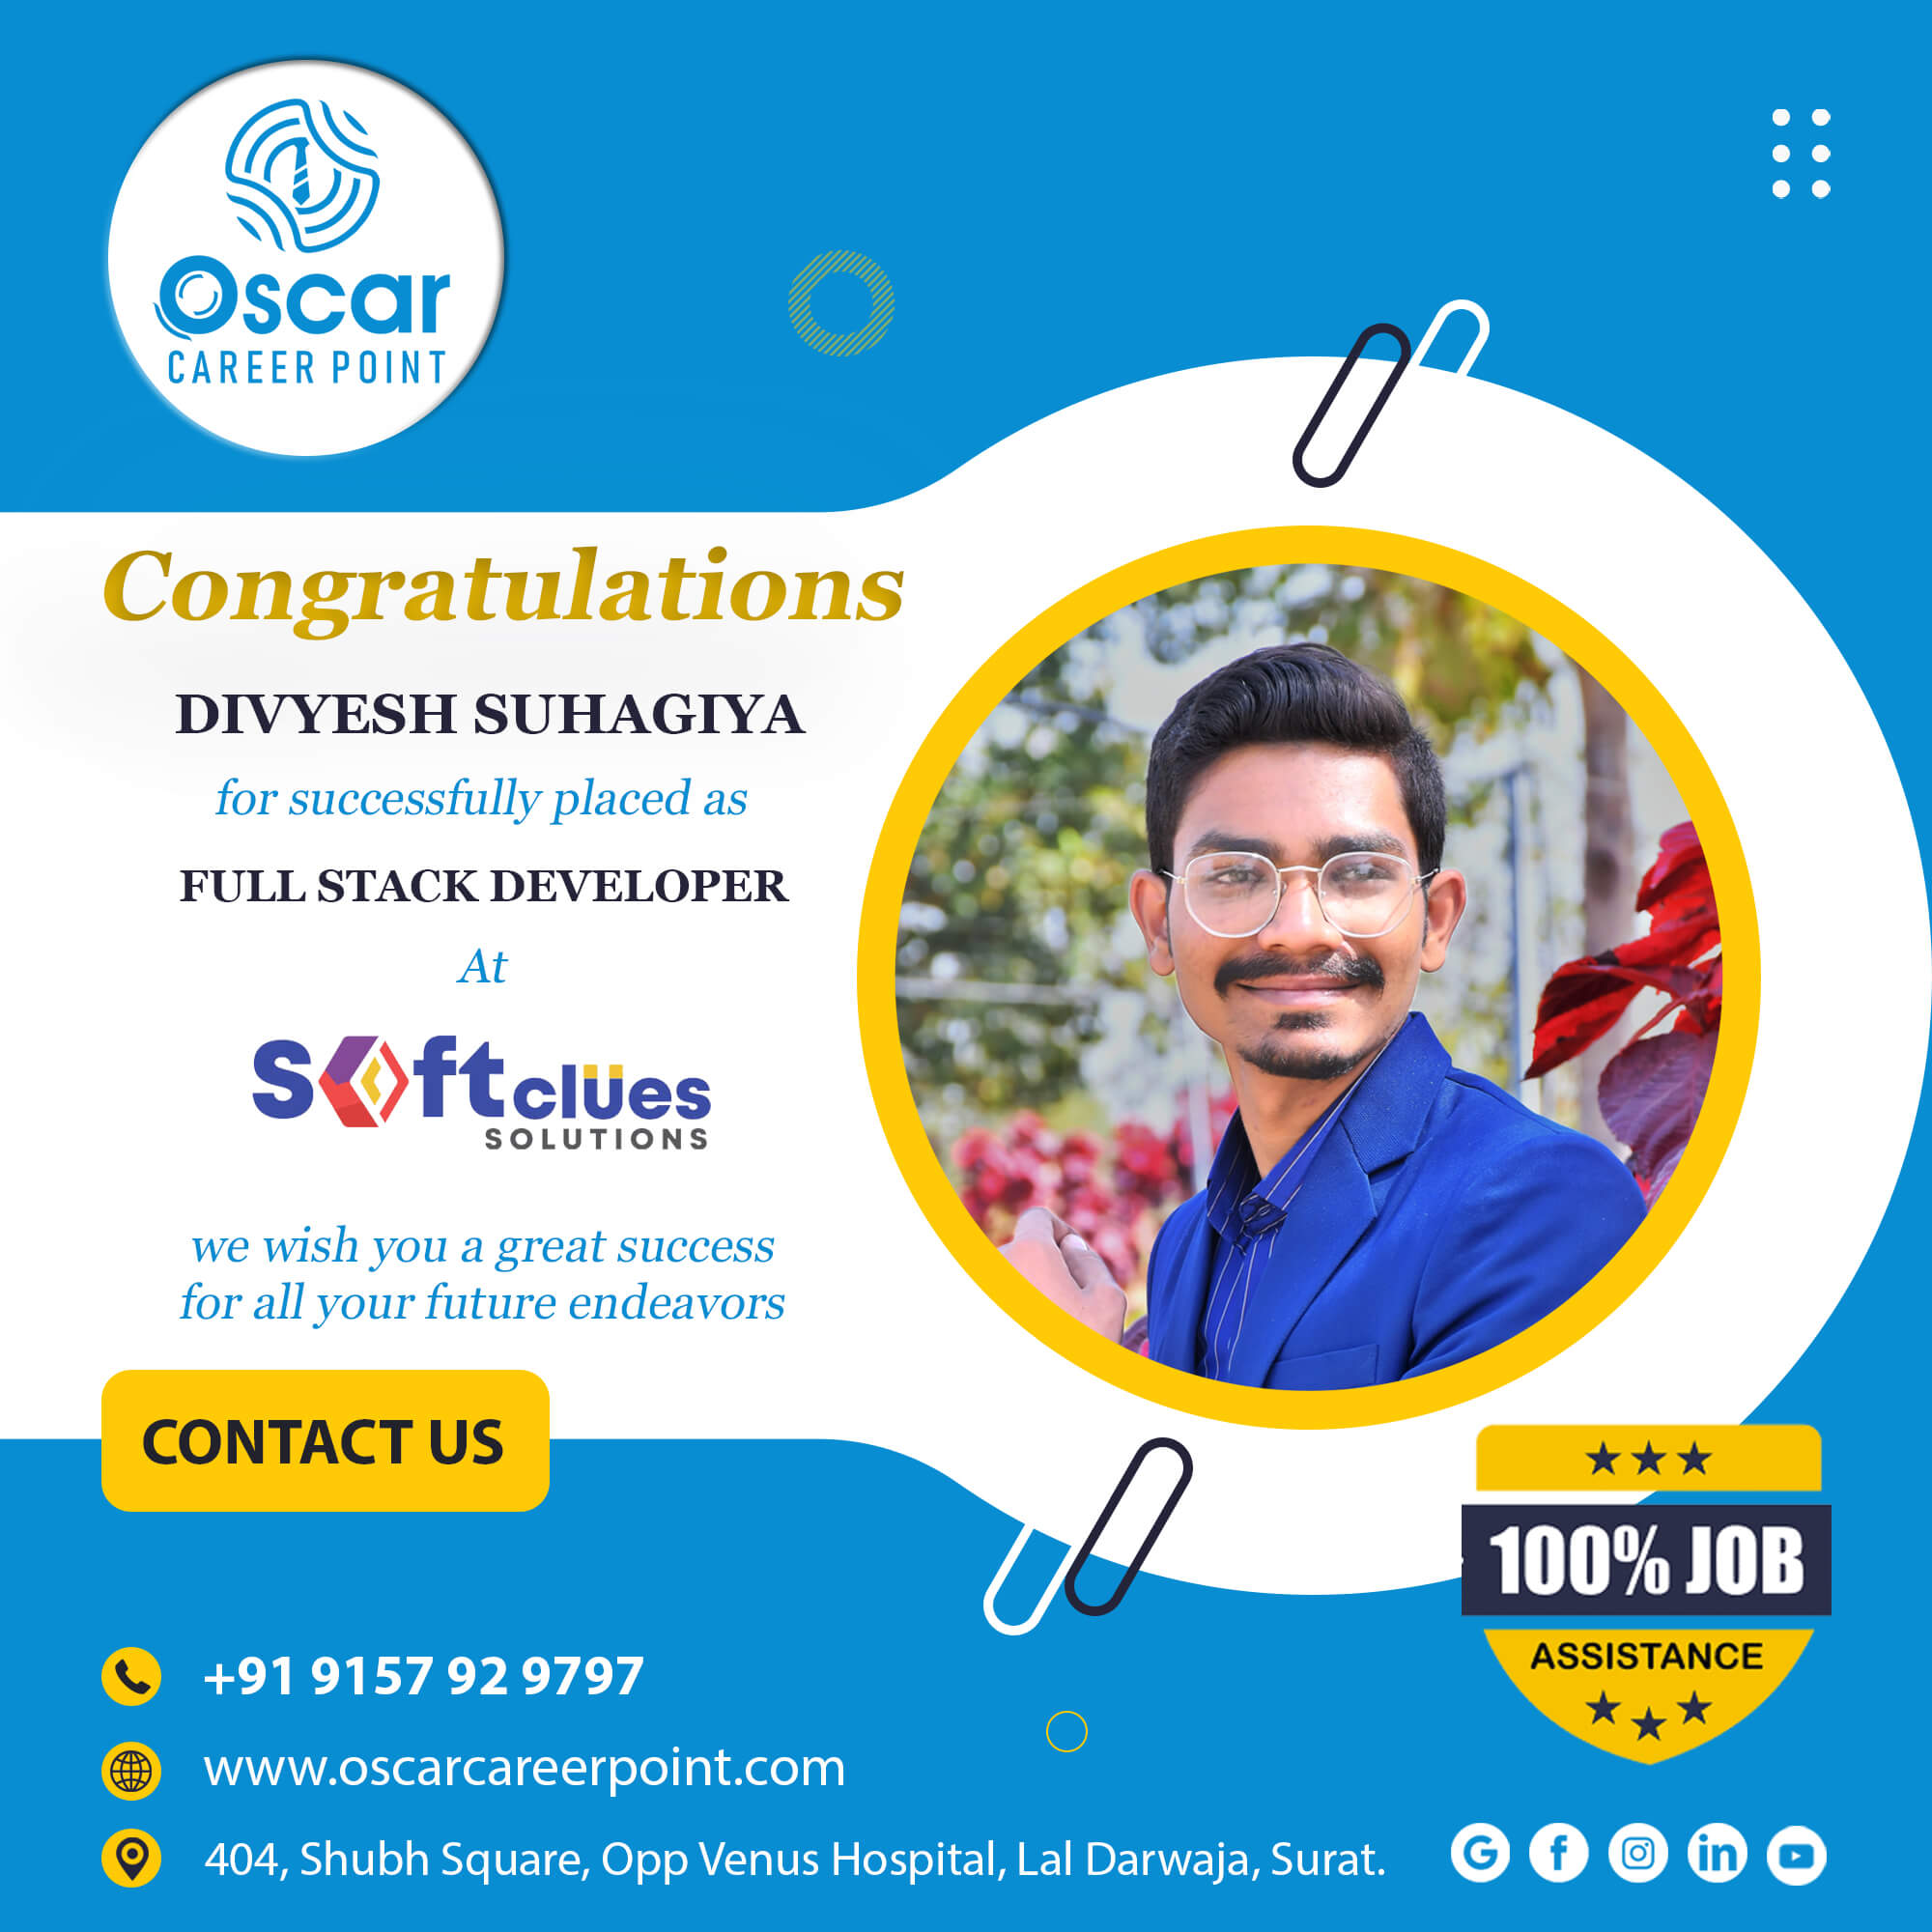 Oscar
CAREER POINT
Congratulations
DIVYESH SUHAGIYA
for successfully placed as
FULL STACK DEVELOPER
At
Softclues
SOLUTIONS
we wish you a great success
for all your future endeavors
CONTACT US
100% JOB
ASSISTANCE
+91 9157 92 9797
www.oscarcareerpoint.com
404, Shubh Square, Opp Venus Hospital, Lal Darwaja, Surat.
G f in